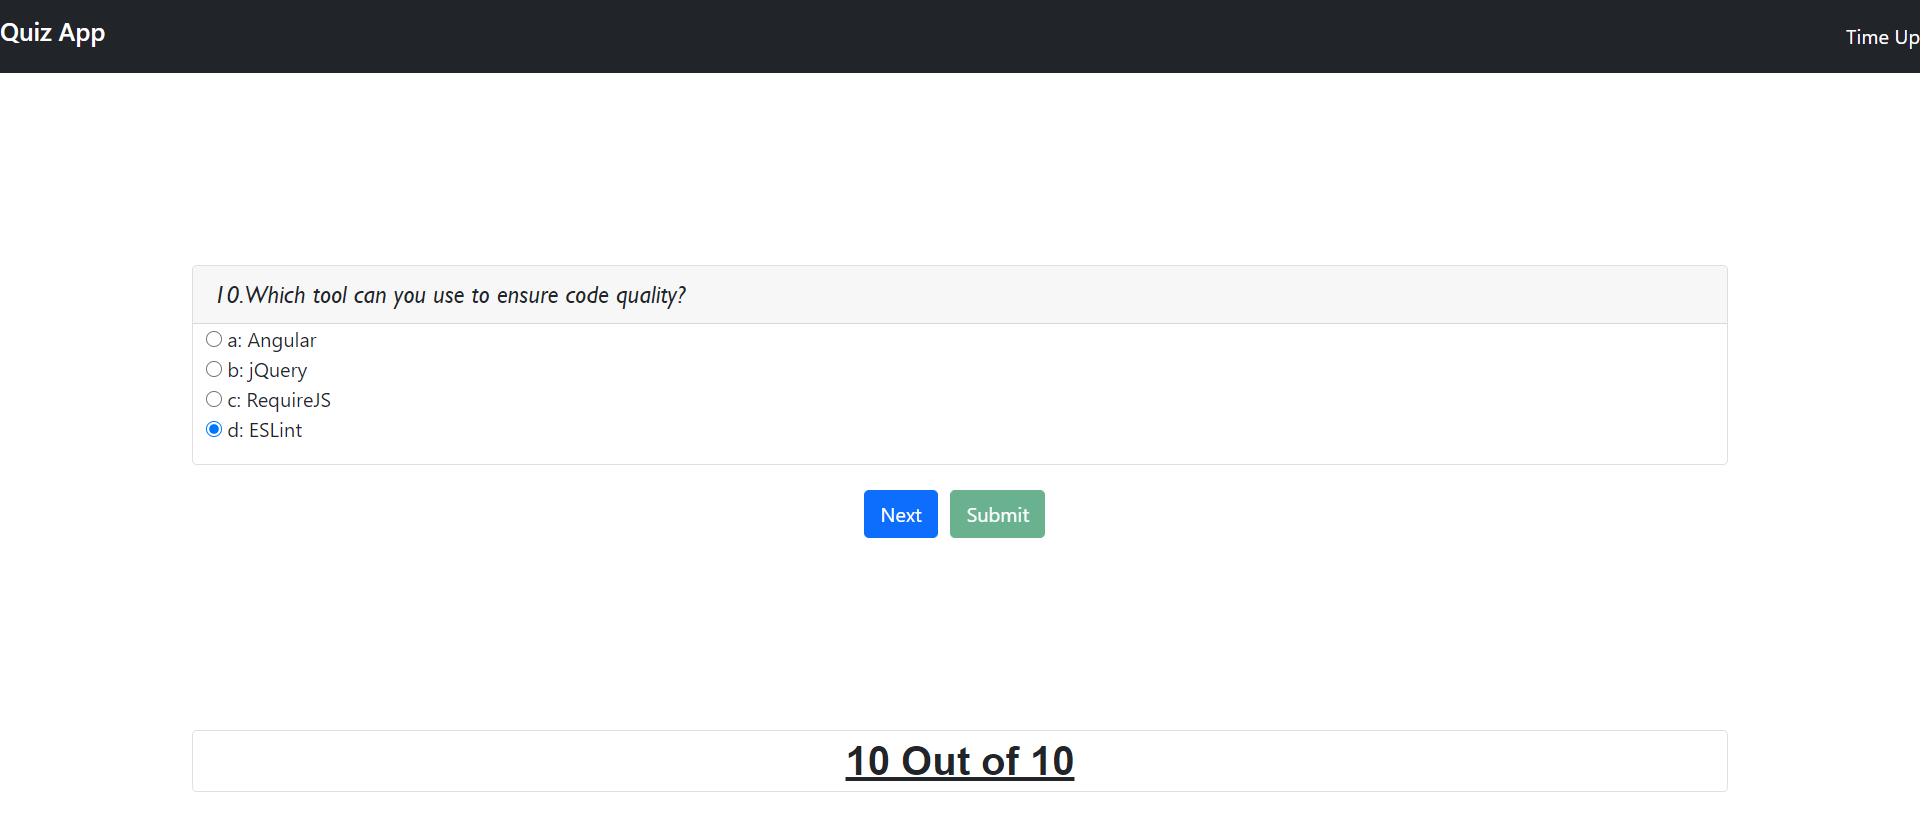 Quiz App
Time Up
10.Which tool can you use to ensure code quality?
a: Angular
b: jQuery
c: RequireJS
d: ESLint
Next
Submit
10 Out of 10